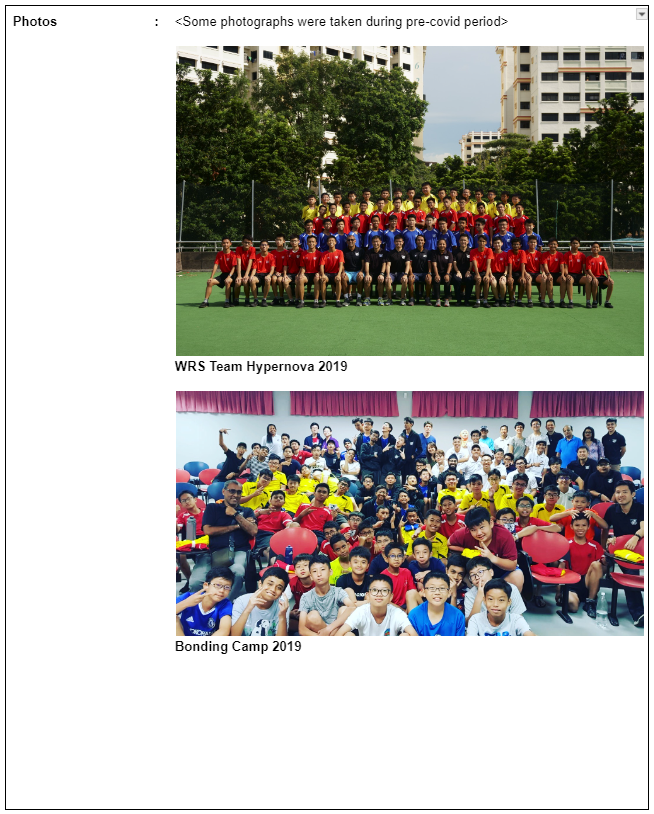 Photos : <Some photographs were taken during pre-covid period>
WRS Team Hypernova 2019
Bonding Camp 2019